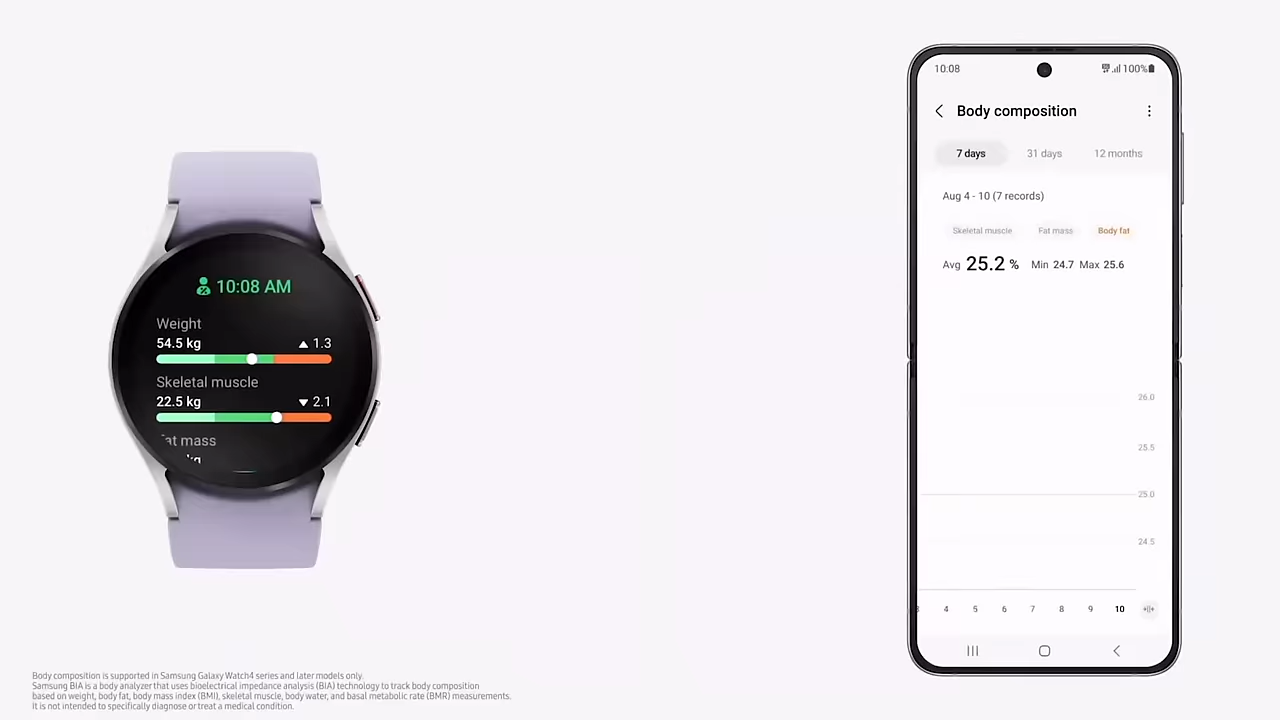 10:08 AM
Weight
54.5 kg ▲ 1.3
Skeletal muscle
22.5 kg ▼ 2.1
fat mass
kg
10:08 100%
Body composition
7 days 31 days 12 months
Aug 4 - 10 (7 records)
Skeletal muscle Fat mass Body fat
Avg 25.2 % Min 24.7 Max 25.6
26.0
25.5
25.0
24.5
3 4 5 6 7 8 9 10
Body composition is supported in Samsung Galaxy Watch4 series and later models only.
Samsung BIA is a body analyzer that uses bioelectrical impedance analysis (BIA) technology to track body composition
based on weight, body fat, body mass index (BMI), skeletal muscle, body water, and basal metabolic rate (BMR) measurements.
It is not intended to specifically diagnose or treat a medical condition.